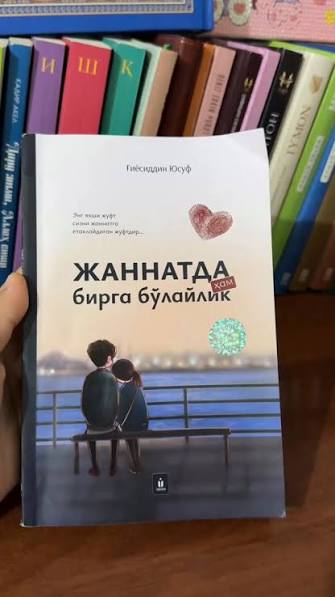 И
Ш
Қ
Ғиёсиддин Юсуф
Энг яхши жуфт
сизни жаннатга
етаклайдиган жуфтдир...
ЖАННАТДА
ҳам
бирга бўлайлик